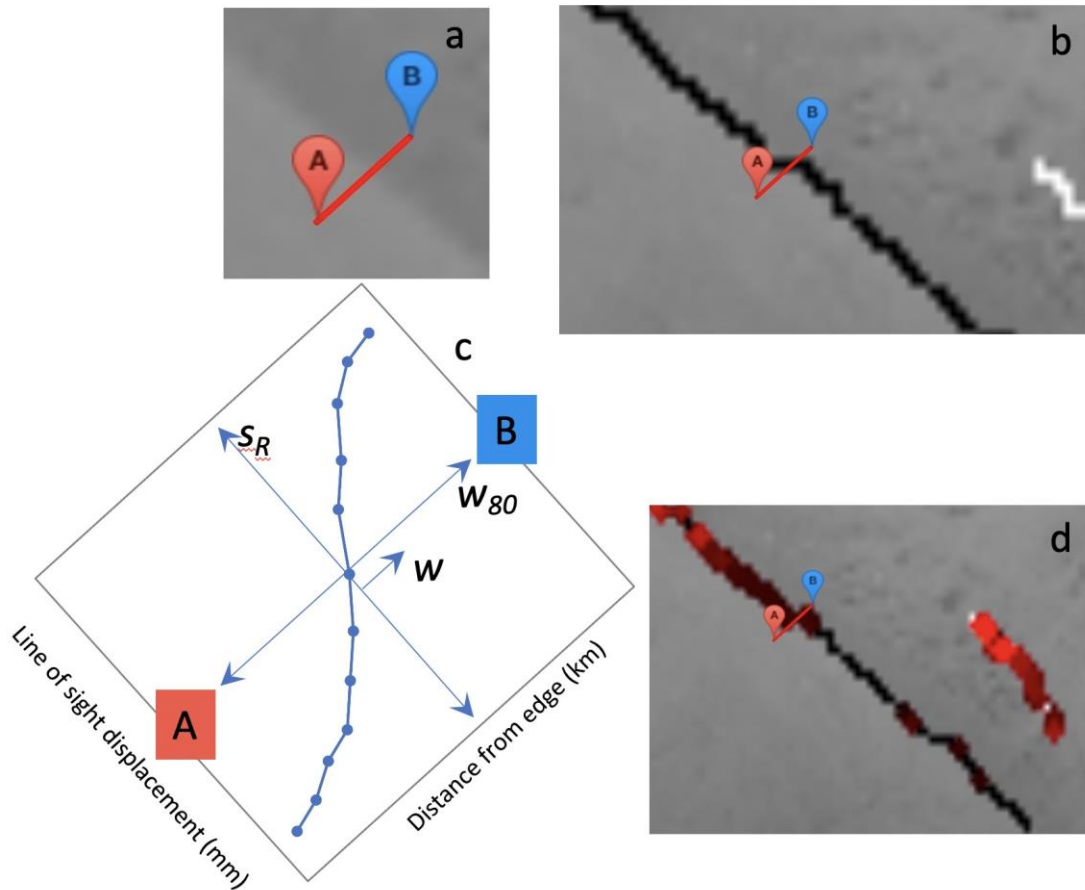 a
B
A
b
B
A
c
S_R
B
W_80
W
A
Line of sight displacement (mm)
Distance from edge (km)
d
B
A